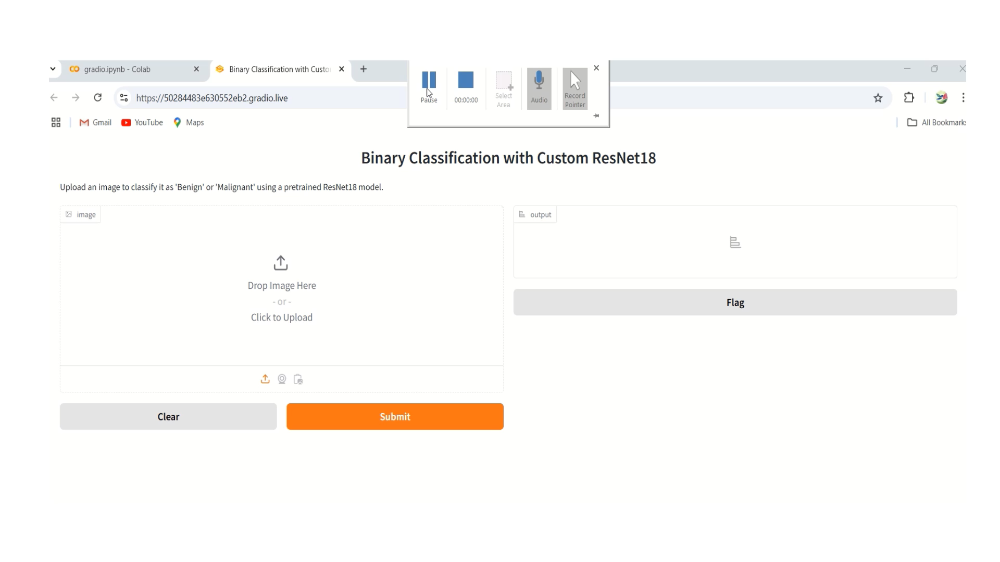 gradio.ipynb - Colab
Binary Classification with Custo
https://50284483e630552eb2.gradio.live
Pause
00:00:00
Select
Area
Audio
Record
Pointer
Gmail
YouTube
Maps
All Bookmarks
Binary Classification with Custom ResNet18
Upload an image to classify it as 'Benign' or 'Malignant' using a pretrained ResNet18 model.
image
Drop Image Here
- or -
Click to Upload
Clear
Submit
output
Flag